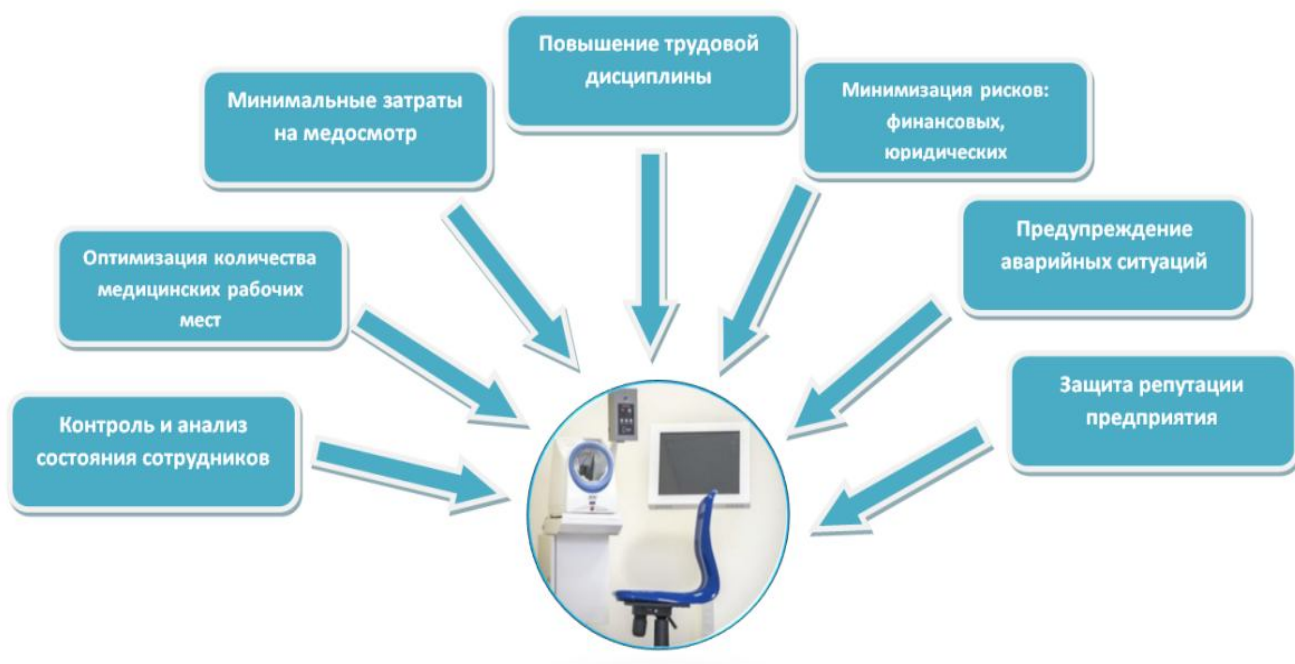 Повышение трудовой
дисциплины
Минимальные затраты
на медосмотр
Минимизация рисков:
финансовых,
юридических
Оптимизация количества
медицинских рабочих
мест
Предупреждение
аварийных ситуаций
Контроль и анализ
состояния сотрудников
Защита репутации
предприятия